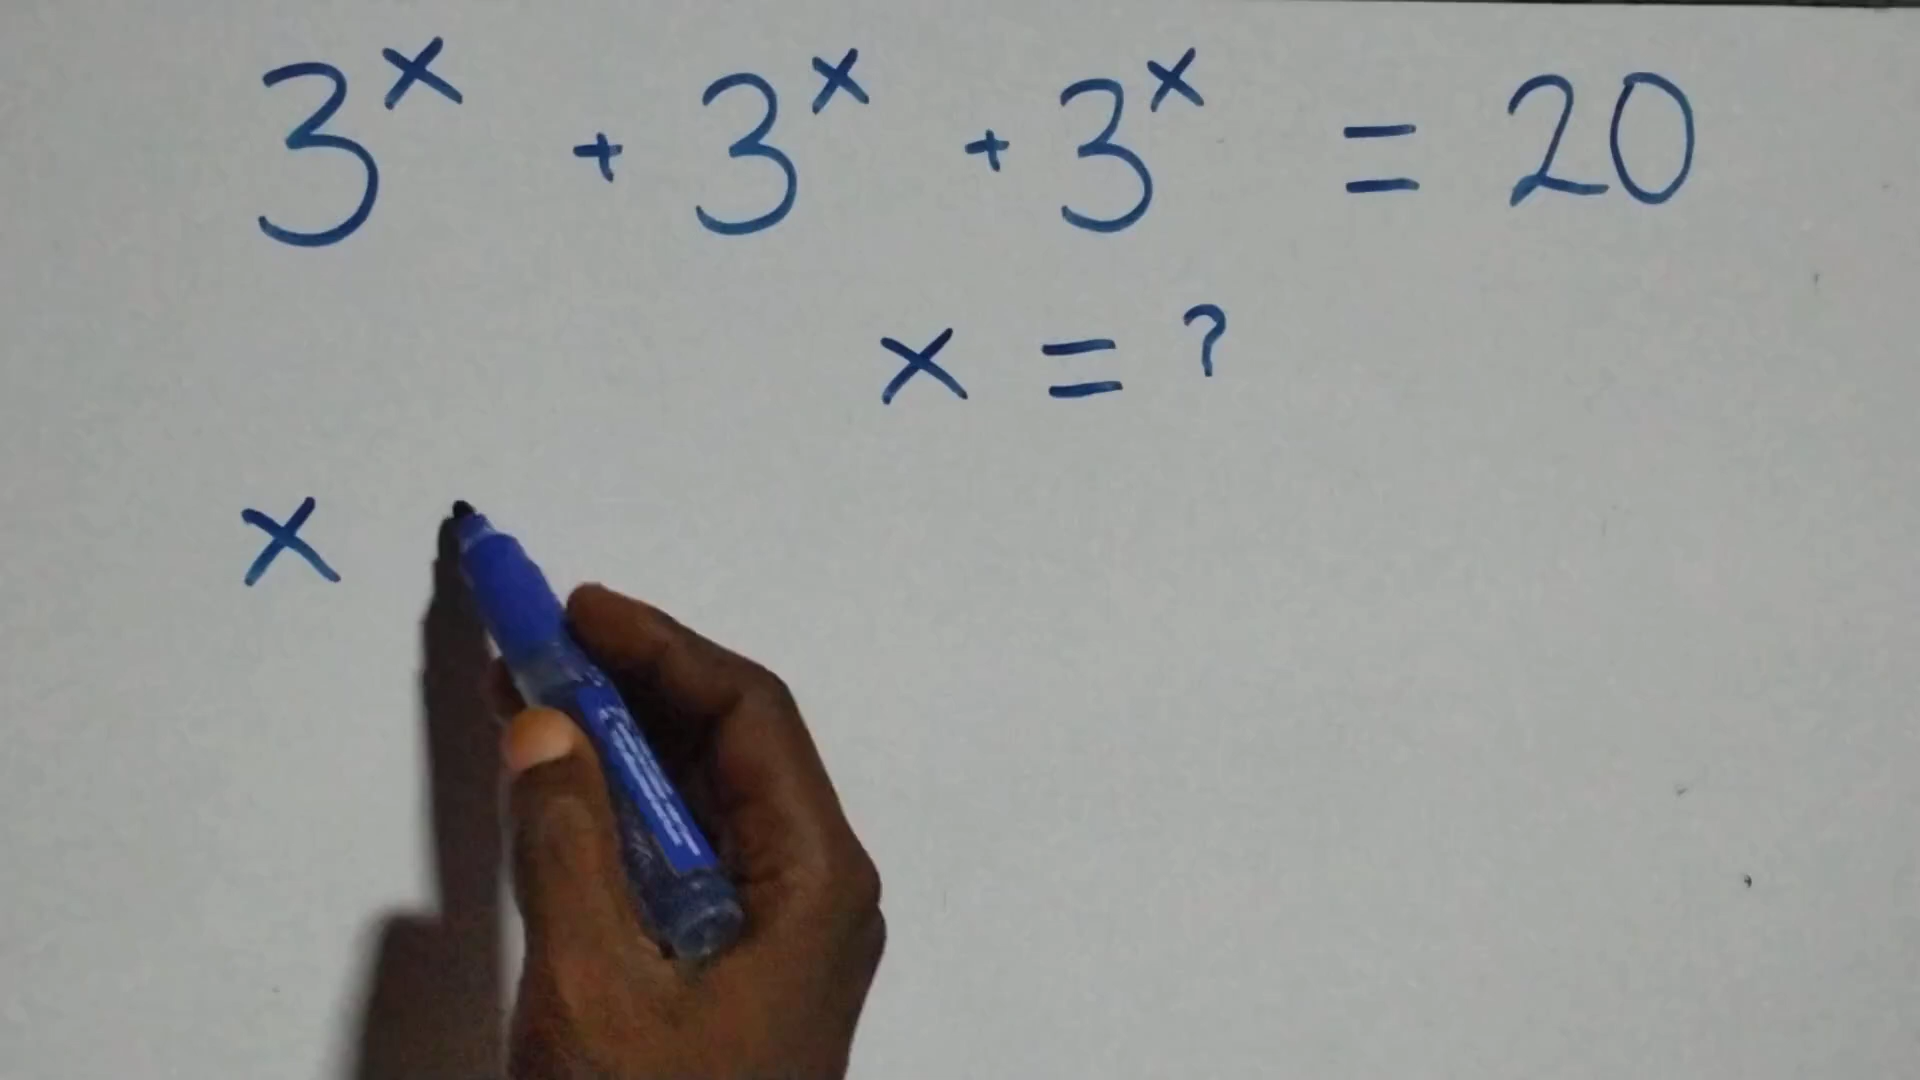 3^x + 3^x + 3^x = 20
x = ?
x